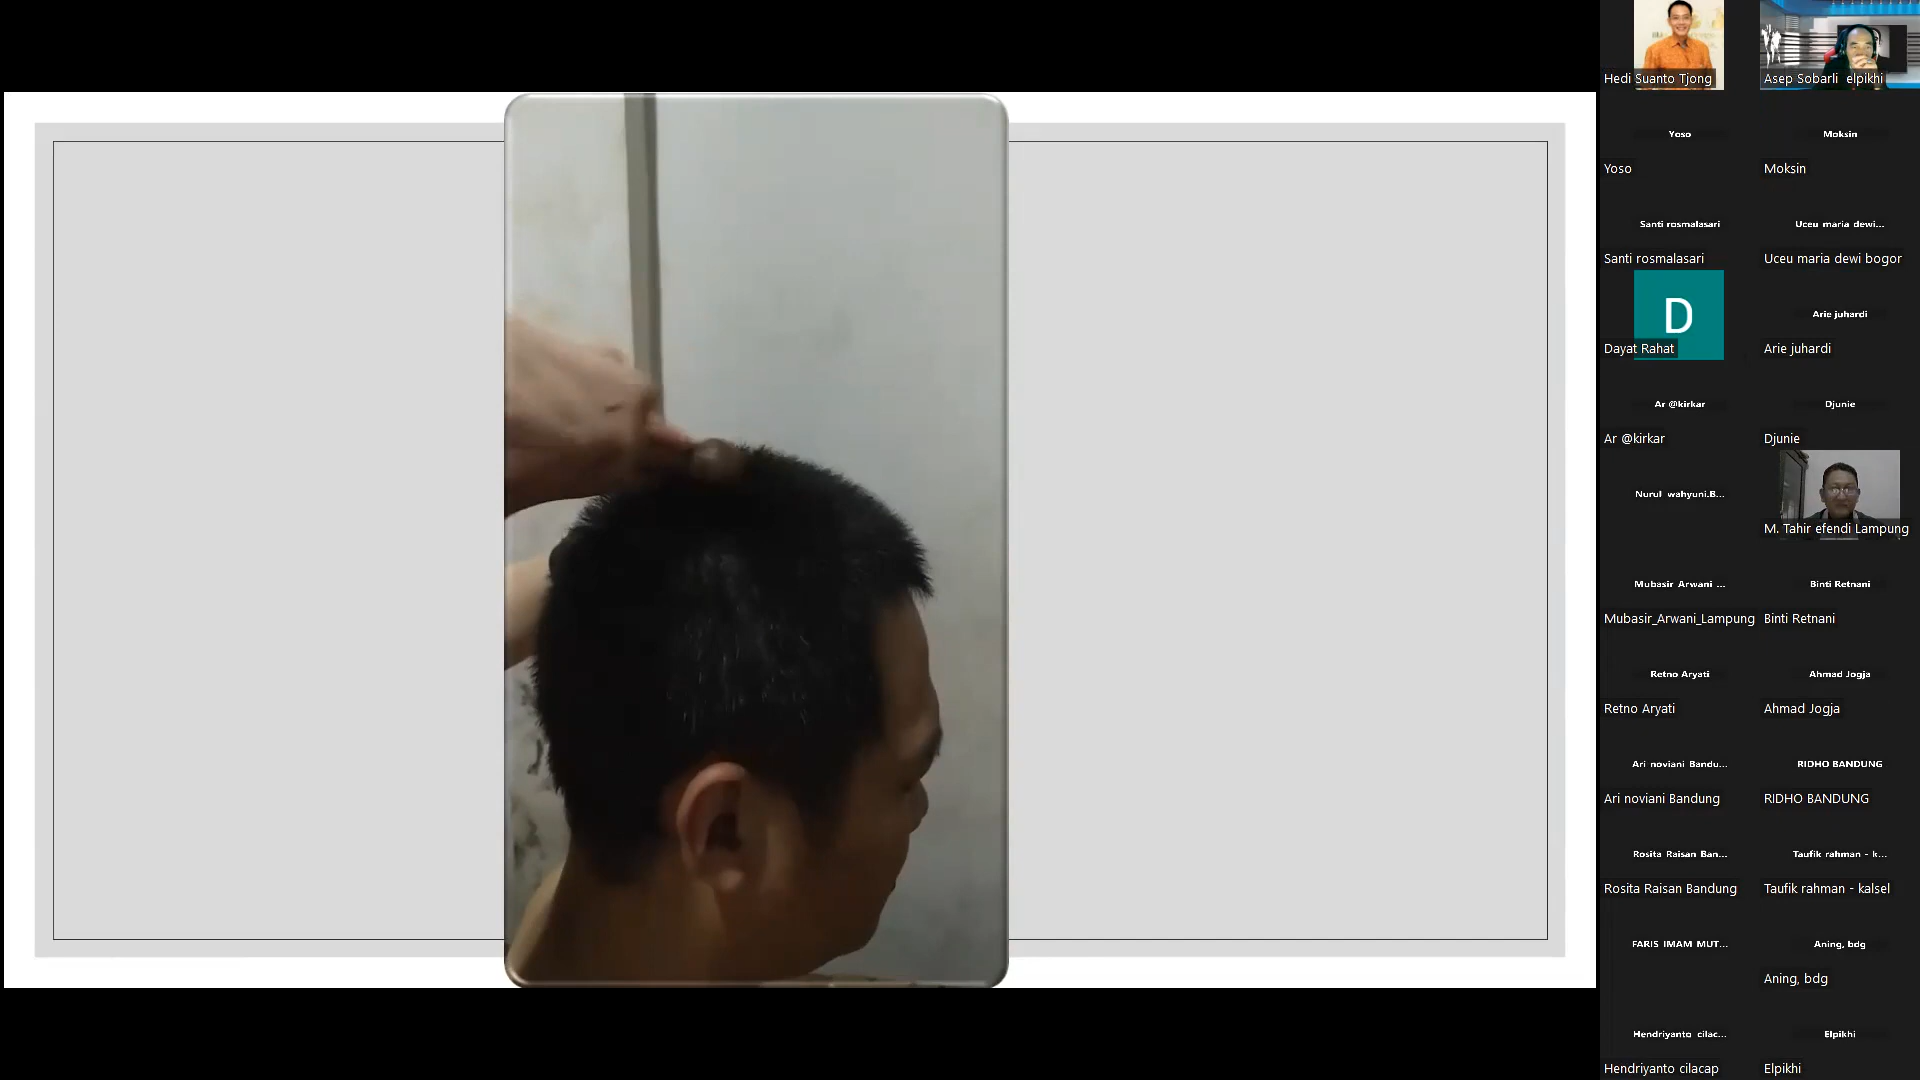 Hedi Suanto Tjong
Asep Sobarli elpikhi
Yoso
Moksin
Yoso
Moksin
Santi rosmalasari
Uceu maria dewi...
Santi rosmalasari
Uceu maria dewi bogor
D
Arie juhardi
Dayat Rahat
Arie juhardi
Ar @kirkar
Djunie
Ar @kirkar
Djunie
Nurul wahyuni.B...
M. Tahir efendi Lampung
Mubasir Arwani ...
Binti Retnani
Mubasir_Arwani_Lampung
Binti Retnani
Retno Aryati
Ahmad Jogja
Retno Aryati
Ahmad Jogja
Ari noviani Bandu...
RIDHO BANDUNG
Ari noviani Bandung
RIDHO BANDUNG
Rosita Raisan Ban...
Taufik rahman - k...
Rosita Raisan Bandung
Taufik rahman - kalsel
FARIS IMAM MUT...
Aning, bdg
Aning, bdg
Hendriyanto cilac...
Elpikhi
Hendriyanto cilacap
Elpikhi